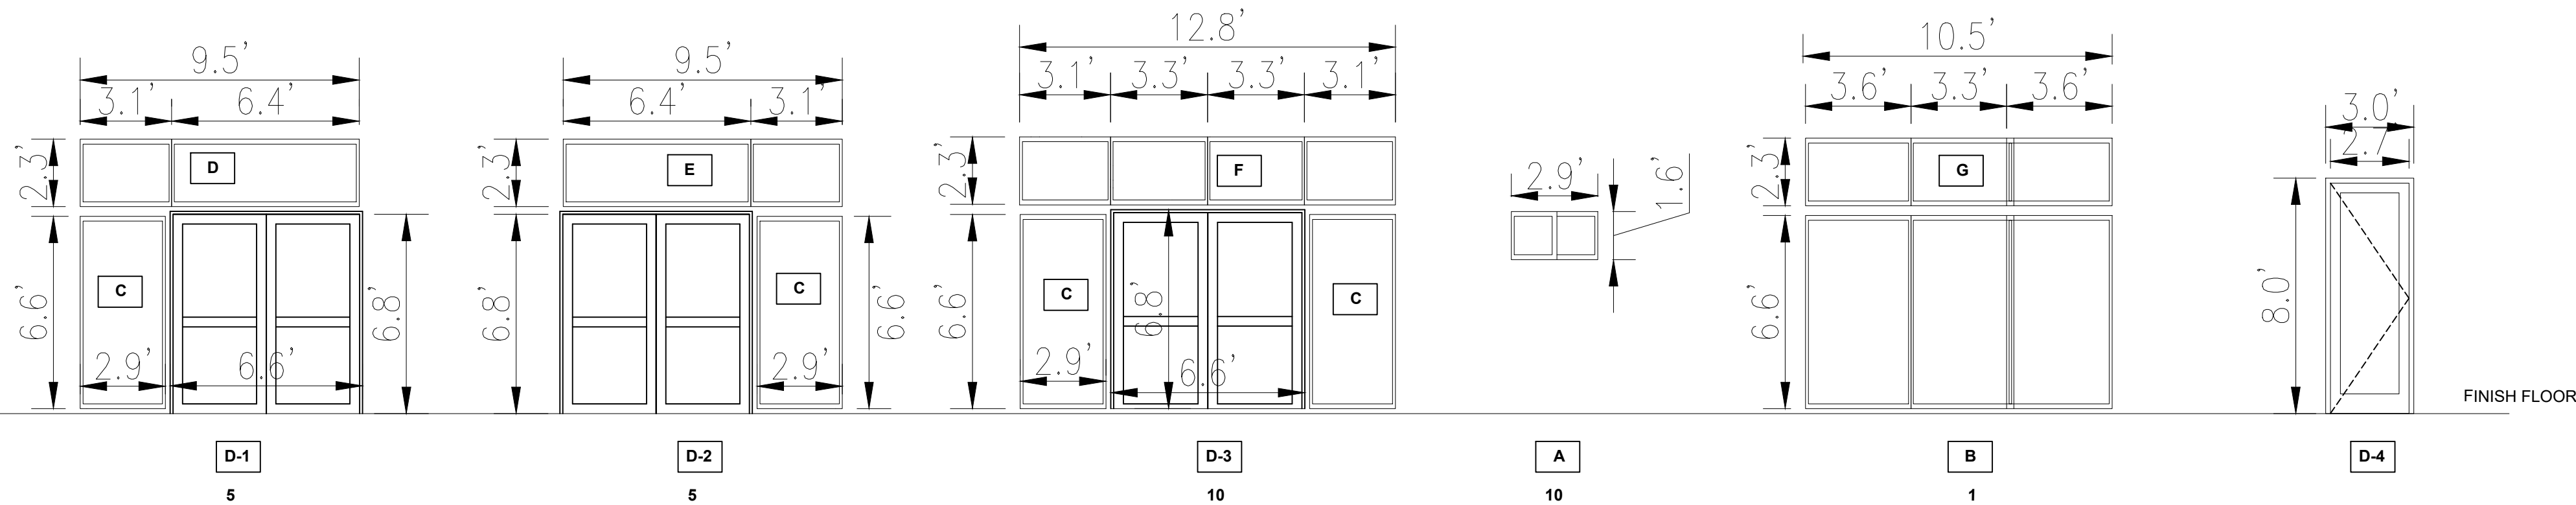 9.5'
3.1'
6.4'
2.3'
D
C
6.6'
6.8'
2.9'
6.6'
D-1
5
9.5'
6.4'
3.1'
2.3'
E
C
6.8'
6.6'
2.9'
D-2
5
12.8'
3.1'
3.3'
3.3'
3.1'
2.3'
F
C
C
6.6'
6.8'
2.9'
6.6'
D-3
10
2.9'
1.6'
A
10
10.5'
3.6'
3.3'
3.6'
2.3'
G
6.6'
B
1
3.0'
2.7'
8.0'
D-4
FINISH FLOOR